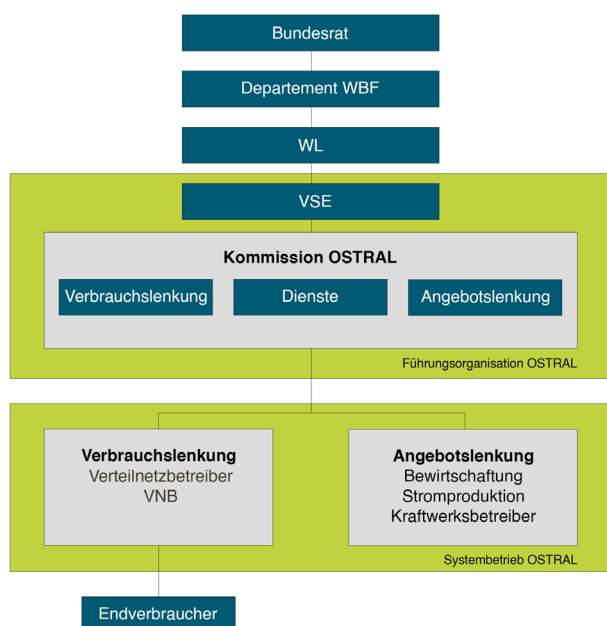 Bundesrat
Departement WBF
WL
VSE
Kommission OSTRAL
Verbrauchslenkung
Dienste
Angebotslenkung
Führungsorganisation OSTRAL
Verbrauchslenkung
Verteilnetzbetreiber
VNB
Angebotslenkung
Bewirtschaftung
Stromproduktion
Kraftwerksbetreiber
Systembetrieb OSTRAL
Endverbraucher